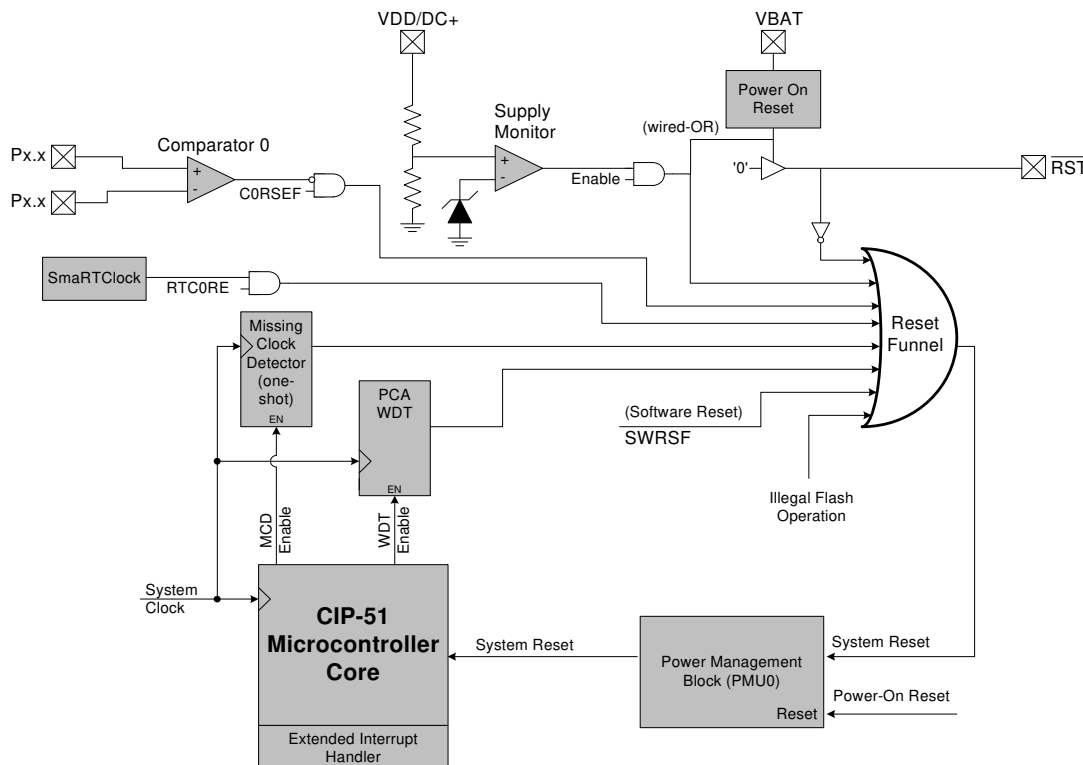 VDD/DC+
VBAT
Power On
Reset
Supply
Monitor
(wired-OR)
Comparator 0
Px.x
+
-
Px.x
C0RSEF
+
-
Enable
'0'
RST
SmaRTClock
RTC0RE
Missing
Clock
Detector
(one-
shot)
EN
PCA
WDT
EN
Reset
Funnel
(Software Reset)
SWRSF
Illegal Flash
Operation
MCD
Enable
WDT
Enable
System
Clock
CIP-51
Microcontroller
Core
Extended Interrupt
Handler
System Reset
Power Management
Block (PMU0)
Reset
System Reset
Power-On Reset